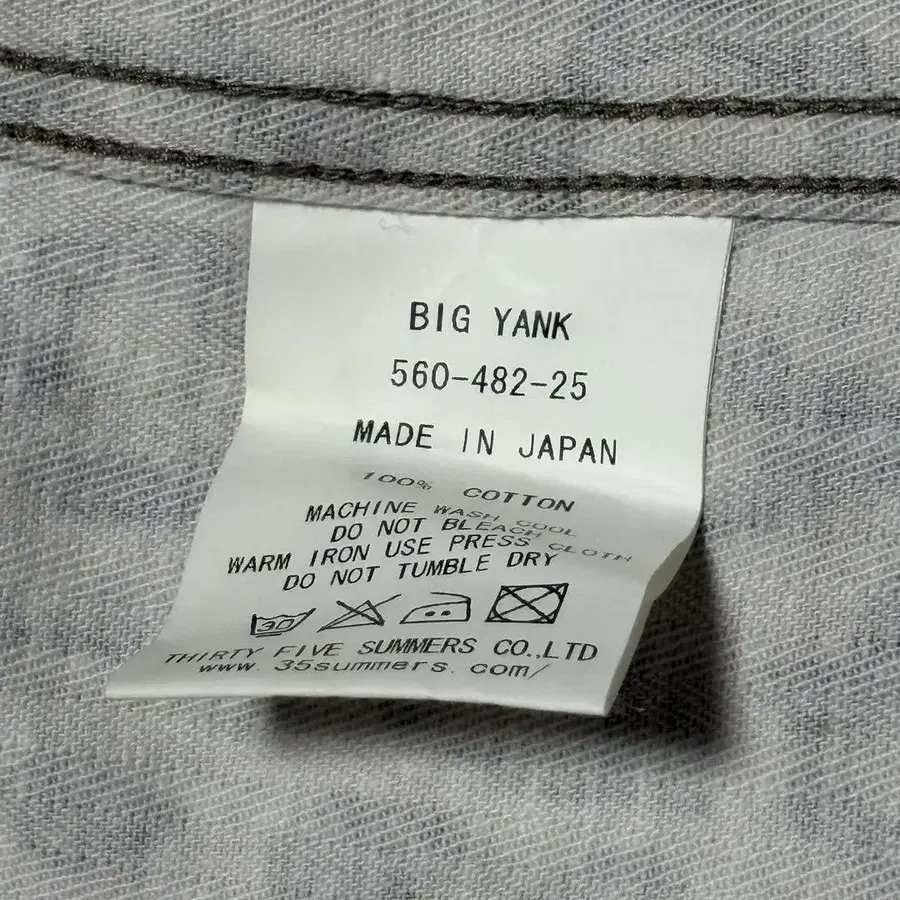 BIG YANK
560-482-25
MADE IN JAPAN
100% COTTON
MACHINE WASH COOL
DO NOT BLEACH
WARM IRON USE PRESS CLOTH
DO NOT TUMBLE DRY
30
THIRTY FIVE SUMMERS CO.,LTD
www.35summers.com/